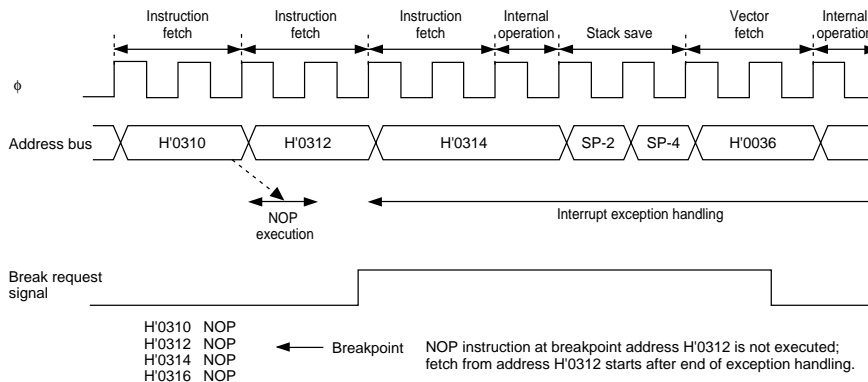 Instruction fetch
Instruction fetch
Instruction fetch
Internal operation
Stack save
Vector fetch
Internal operation
φ
Address bus
H'0310
H'0312
H'0314
SP-2
SP-4
H'0036
NOP execution
Interrupt exception handling
Break request signal
H'0310 NOP
H'0312 NOP
H'0314 NOP
H'0316 NOP
Breakpoint
NOP instruction at breakpoint address H'0312 is not executed;
fetch from address H'0312 starts after end of exception handling.